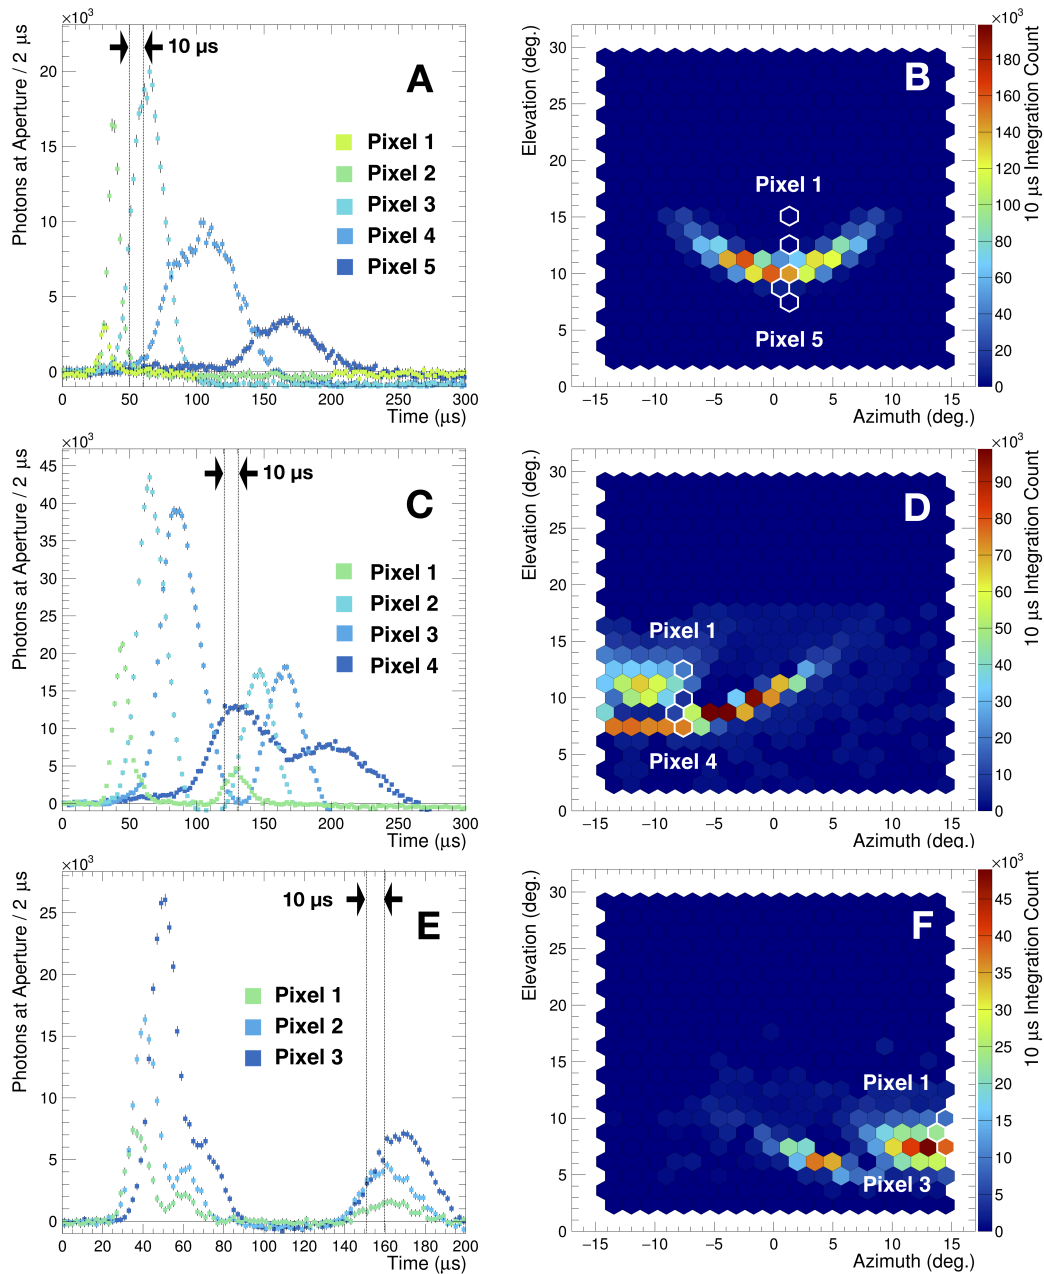 ×10³
Photons at Aperture / 2 μs
20
15
10
5
0
10 μs
A
Pixel 1
Pixel 2
Pixel 3
Pixel 4
Pixel 5
0 50 100 150 200 250 300
Time (μs)
Elevation (deg.)
30
25
20
15
10
5
0
B
Pixel 1
Pixel 5
−15 −10 −5 0 5 10 15
Azimuth (deg.)
×10³
10 μs Integration Count
180
160
140
120
100
80
60
40
20
0
×10³
Photons at Aperture / 2 μs
45
40
35
30
25
20
15
10
5
0
10 μs
C
Pixel 1
Pixel 2
Pixel 3
Pixel 4
0 50 100 150 200 250 300
Time (μs)
Elevation (deg.)
30
25
20
15
10
5
0
D
Pixel 1
Pixel 4
−15 −10 −5 0 5 10 15
Azimuth (deg.)
×10³
10 μs Integration Count
90
80
70
60
50
40
30
20
10
0
×10³
Photons at Aperture / 2 μs
25
20
15
10
5
0
10 μs
E
Pixel 1
Pixel 2
Pixel 3
0 20 40 60 80 100 120 140 160 180 200
Time (μs)
Elevation (deg.)
30
25
20
15
10
5
0
F
Pixel 1
Pixel 3
−15 −10 −5 0 5 10 15
Azimuth (deg.)
×10³
10 μs Integration Count
45
40
35
30
25
20
15
10
5
0